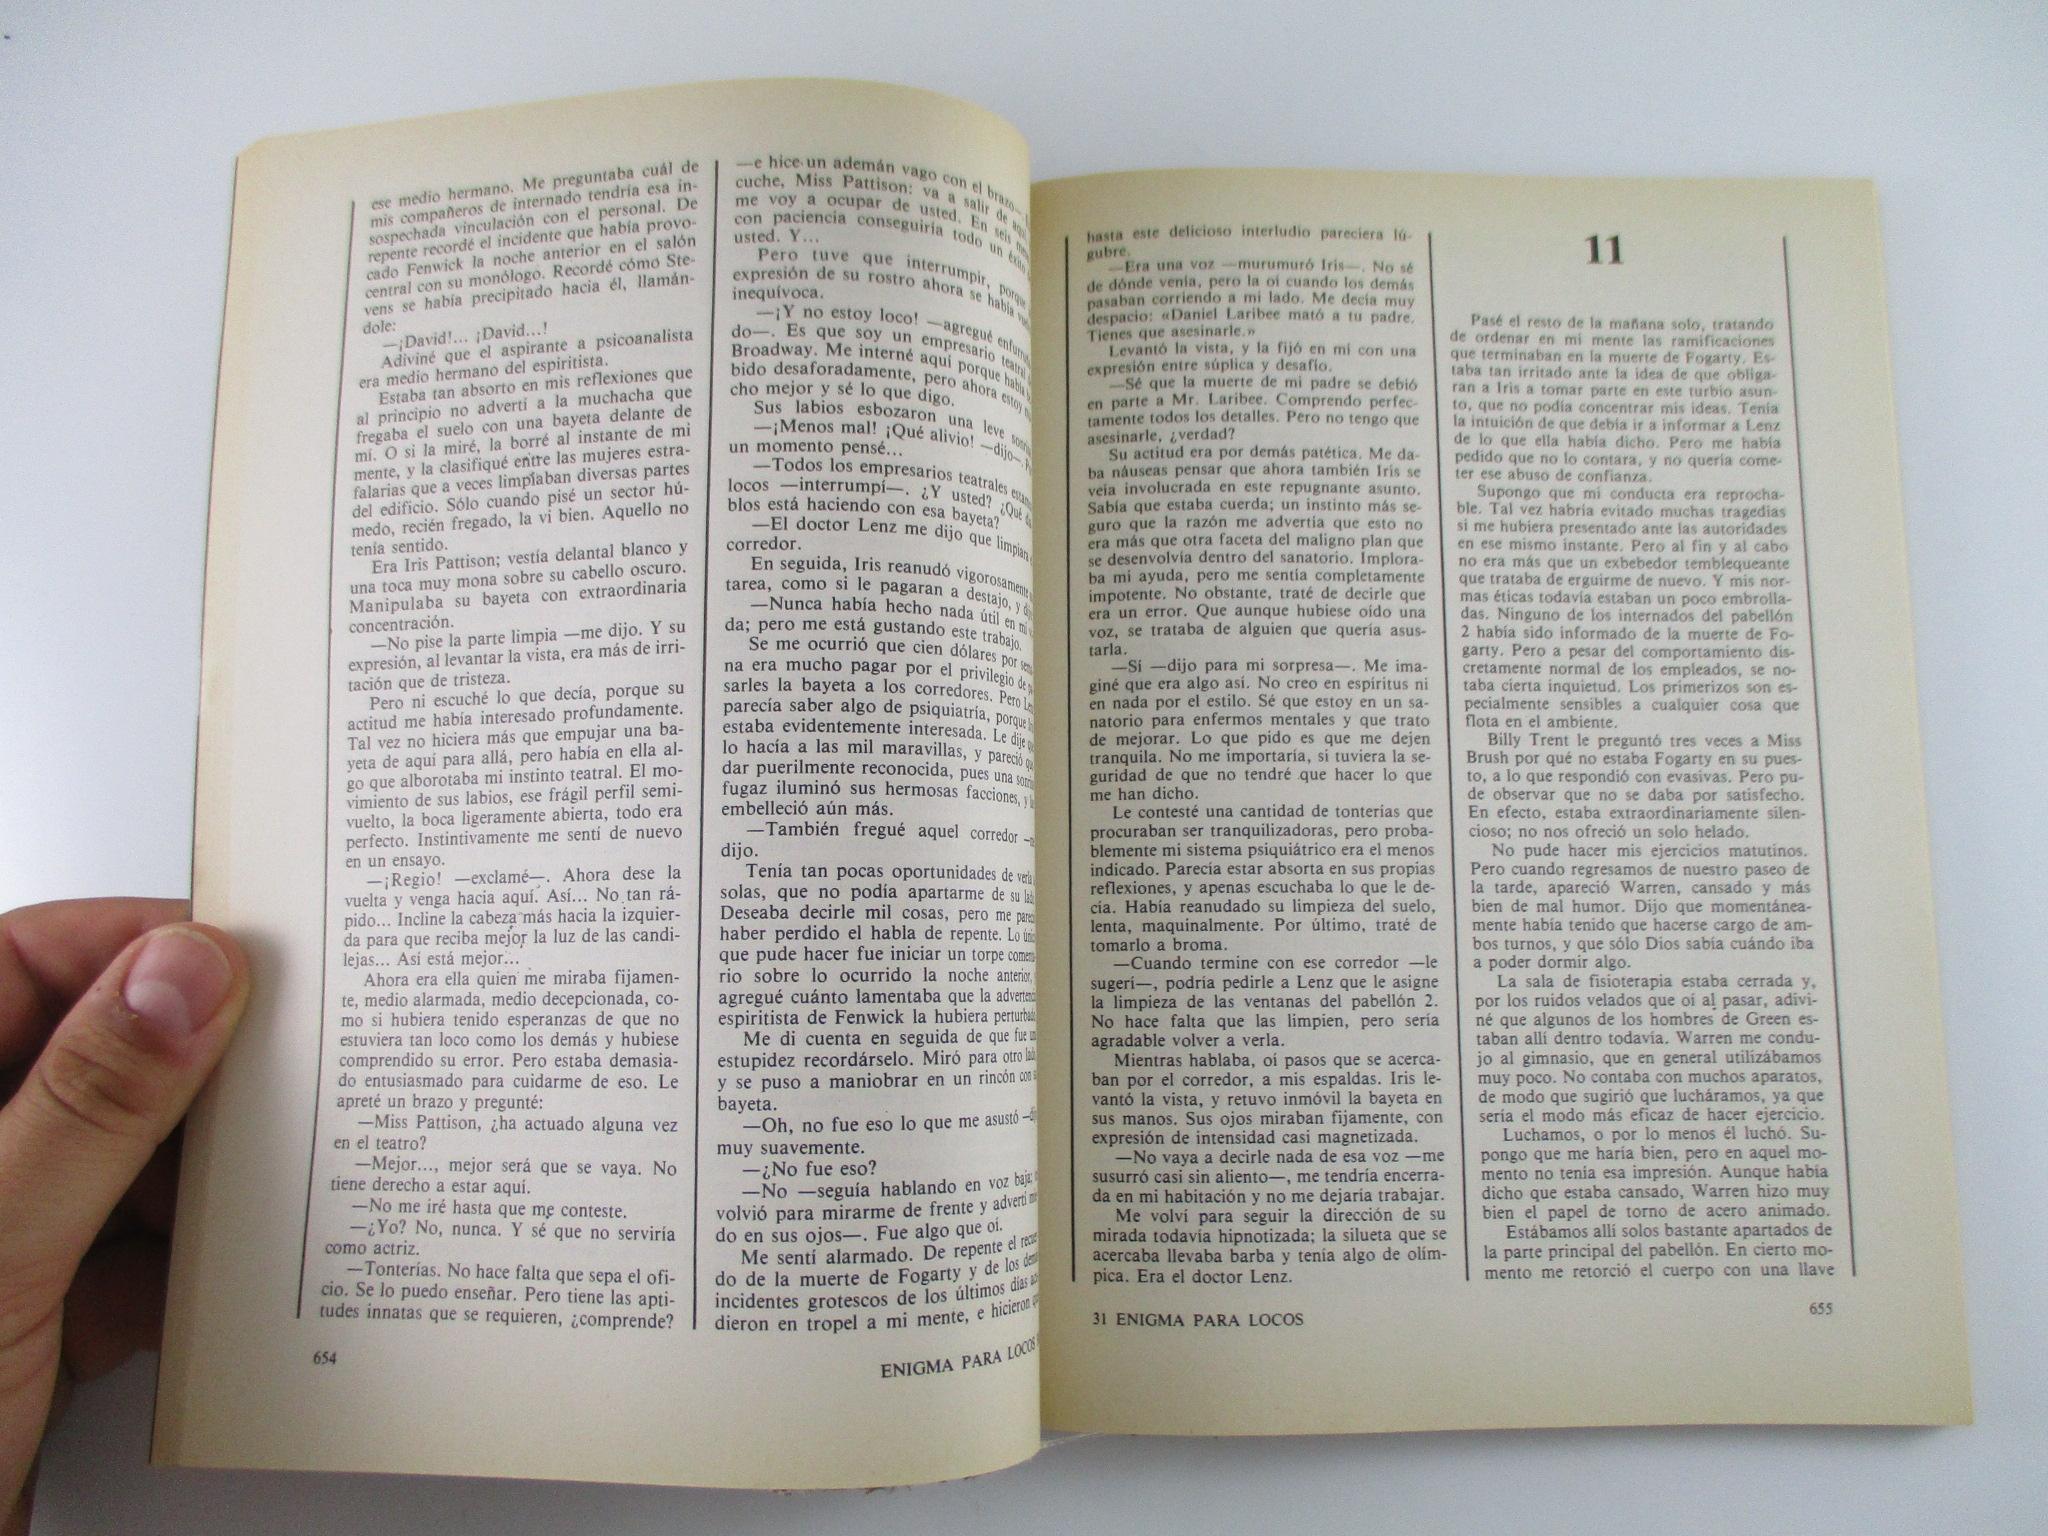 ese medio hermano. Me preguntaba cuál de
mis compañeros de internado tendría esa in-
sospechada vinculación con el personal. De
repente recordé el incidente que había provo-
cado Fenwick la noche anterior en el salón
central con su monólogo. Recordé cómo Ste-
vens se había precipitado hacia él, llamán-
dole:
—¡David!... ¡David...!
Adiviné que el aspirante a psicoanalista
era medio hermano del espiritista.
Estaba tan absorto en mis reflexiones que
al principio no advertí a la muchacha que
fregaba el suelo con una bayeta delante de
mí. O si la miré, la borré al instante de mi
mente, y la clasifiqué entre las mujeres estra-
falarias que a veces limpiaban diversas partes
del edificio. Sólo cuando pisé un sector hú-
medo, recién fregado, la vi bien. Aquello no
tenía sentido.
Era Iris Pattison; vestía delantal blanco y
una toca muy mona sobre su cabello oscuro.
Manipulaba su bayeta con extraordinaria
concentración.
—No pise la parte limpia —me dijo. Y su
expresión, al levantar la vista, era más de irri-
tación que de tristeza.
Pero ni escuché lo que decía, porque su
actitud me había interesado profundamente.
Tal vez no hiciera más que empujar una ba-
yeta de aquí para allá, pero había en ella al-
go que alborotaba mi instinto teatral. El mo-
vimiento de sus labios, ese frágil perfil semi-
vuelto, la boca ligeramente abierta, todo era
perfecto. Instintivamente me sentí de nuevo
en un ensayo.
—¡Regio! —exclamé—. Ahora dese la
vuelta y venga hacia aquí. Así... No tan rá-
pido... Incline la cabeza más hacia la izquier-
da para que reciba mejor la luz de las candi-
lejas... Así está mejor...
Ahora era ella quien me miraba fijamen-
te, medio alarmada, medio decepcionada, co-
mo si hubiera tenido esperanzas de que no
estuviera tan loco como los demás y hubiese
comprendido su error. Pero estaba demasia-
do entusiasmado para cuidarme de eso. Le
apreté un brazo y pregunté:
—Miss Pattison, ¿ha actuado alguna vez
en el teatro?
—Mejor..., mejor será que se vaya. No
tiene derecho a estar aquí.
—No me iré hasta que me conteste.
—¿Yo? No, nunca. Y sé que no serviría
como actriz.
—Tonterías. No hace falta que sepa el ofi-
cio. Se lo puedo enseñar. Pero tiene las apti-
tudes innatas que se requieren, ¿comprende?
654
—e hice un ademán vago con el brazo—.
cuche, Miss Pattison: va a salir de aquí
me voy a ocupar de usted. En seis
con paciencia conseguiría todo un éxito
usted. Y...
Pero tuve que interrumpir, porque
expresión de su rostro ahora se había
inequívoca.
—¡Y no estoy loco! —agregué
do—. Es que soy un empresario teatral
Broadway. Me interné aquí porque había
bido desaforadamente, pero ahora estoy
cho mejor y sé lo que digo.
Sus labios esbozaron una leve
—¡Menos mal! ¡Qué alivio! —dijo—.
un momento pensé...
—Todos los empresarios teatrales
locos —interrumpí—. ¿Y usted? ¿Qué
blos está haciendo con esa bayeta?
—El doctor Lenz me dijo que
corredor.
En seguida, Iris reanudó vigorosamente
tarea, como si le pagaran a destajo, y
—Nunca había hecho nada útil en mi
da; pero me está gustando este trabajo.
Se me ocurrió que cien dólares por
na era mucho pagar por el privilegio de
sarles la bayeta a los corredores. Pero
parecía saber algo de psiquiatría, porque
estaba evidentemente interesada. Le dije
lo hacía a las mil maravillas, y pareció
dar puerilmente reconocida, pues una
fugaz iluminó sus hermosas facciones, y
embelleció aún más.
—También fregué aquel corredor
dijo.
Tenía tan pocas oportunidades de verla
solas, que no podía apartarme de su
Deseaba decirle mil cosas, pero me
haber perdido el habla de repente. Lo
que pude hacer fue iniciar un torpe
rio sobre lo ocurrido la noche anterior,
agregué cuánto lamentaba que la
espiritista de Fenwick la hubiera
Me di cuenta en seguida de que fue
estupidez recordárselo. Miró para otro
y se puso a maniobrar en un rincón con
bayeta.
—Oh, no fue eso lo que me asustó
muy suavemente.
—¿No fue eso?
—No —seguía hablando en voz baja;
volvió para mirarme de frente y advertí
do en sus ojos—. Fue algo que oí.
Me sentí alarmado. De repente el
do de la muerte de Fogarty y de los
incidentes grotescos de los últimos días
dieron en tropel a mi mente, e hicieron
ENIGMA PARA LOCOS
hasta este delicioso interludio pareciera lú-
gubre.
—Era una voz —murumuró Iris—. No sé
de dónde venía, pero la oí cuando los demás
pasaban corriendo a mi lado. Me decía muy
despacio: «Daniel Laribee mató a tu padre.
Tienes que asesinarle.»
Levantó la vista, y la fijó en mí con una
expresión entre súplica y desafío.
—Sé que la muerte de mi padre se debió
en parte a Mr. Laribee. Comprendo perfec-
tamente todos los detalles. Pero no tengo que
asesinarle, ¿verdad?
Su actitud era por demás patética. Me da-
ba náuseas pensar que ahora también Iris se
veía involucrada en este repugnante asunto.
Sabía que estaba cuerda; un instinto más se-
guro que la razón me advertía que esto no
era más que otra faceta del maligno plan que
se desenvolvía dentro del sanatorio. Implora-
ba mi ayuda, pero me sentía completamente
impotente. No obstante, traté de decirle que
era un error. Que aunque hubiese oído una
voz, se trataba de alguien que quería asus-
tarla.
—Sí —dijo para mi sorpresa—. Me ima-
giné que era algo así. No creo en espíritus ni
en nada por el estilo. Sé que estoy en un sa-
natorio para enfermos mentales y que trato
de mejorar. Lo que pido es que me dejen
tranquila. No me importaría, si tuviera la se-
guridad de que no tendré que hacer lo que
me han dicho.
Le contesté una cantidad de tonterías que
procuraban ser tranquilizadoras, pero proba-
blemente mi sistema psiquiátrico era el menos
indicado. Parecía estar absorta en sus propias
reflexiones, y apenas escuchaba lo que le de-
cía. Había reanudado su limpieza del suelo,
lenta, maquinalmente. Por último, traté de
tomarlo a broma.
—Cuando termine con ese corredor —le
sugerí—, podría pedirle a Lenz que le asigne
la limpieza de las ventanas del pabellón 2.
No hace falta que las limpien, pero sería
agradable volver a verla.
Mientras hablaba, oí pasos que se acerca-
ban por el corredor, a mis espaldas. Iris le-
vantó la vista, y retuvo inmóvil la bayeta en
sus manos. Sus ojos miraban fijamente, con
expresión de intensidad casi magnetizada.
—No vaya a decirle nada de esa voz —me
susurró casi sin aliento—, me tendría encerra-
da en mi habitación y no me dejaría trabajar.
Me volví para seguir la dirección de su
mirada todavía hipnotizada; la silueta que se
acercaba llevaba barba y tenía algo de olím-
pica. Era el doctor Lenz.
31 ENIGMA PARA LOCOS
11
Pasé el resto de la mañana solo, tratando
de ordenar en mi mente las ramificaciones
que terminaban en la muerte de Fogarty. Es-
taba tan irritado ante la idea de que obliga-
ran a Iris a tomar parte en este turbio asun-
to, que no podía concentrar mis ideas. Tenía
la intuición de que debía ir a informar a Lenz
de lo que ella había dicho. Pero me había
pedido que no lo contara, y no quería come-
ter ese abuso de confianza.
Supongo que mi conducta era reprocha-
ble. Tal vez habría evitado muchas tragedias
si me hubiera presentado ante las autoridades
en ese mismo instante. Pero al fin y al cabo
no era más que un exbebedor temblequeante
que trataba de erguirme de nuevo. Y mis nor-
mas éticas todavía estaban un poco embrolla-
das. Ninguno de los internados del pabellón
2 había sido informado de la muerte de Fo-
garty. Pero a pesar del comportamiento dis-
cretamente normal de los empleados, se no-
taba cierta inquietud. Los primerizos son es-
pecialmente sensibles a cualquier cosa que
flota en el ambiente.
Billy Trent le preguntó tres veces a Miss
Brush por qué no estaba Fogarty en su pues-
to, a lo que respondió con evasivas. Pero pu-
de observar que no se daba por satisfecho.
En efecto, estaba extraordinariamente silen-
cioso; no nos ofreció un solo helado.
No pude hacer mis ejercicios matutinos.
Pero cuando regresamos de nuestro paseo de
la tarde, apareció Warren, cansado y más
bien de mal humor. Dijo que momentánea-
mente había tenido que hacerse cargo de am-
bos turnos, y que sólo Dios sabía cuándo iba
a poder dormir algo.
La sala de fisioterapia estaba cerrada y,
por los ruidos velados que oí al pasar, adivi-
né que algunos de los hombres de Green es-
taban allí dentro todavía. Warren me condu-
jo al gimnasio, que en general utilizábamos
muy poco. No contaba con muchos aparatos,
de modo que sugirió que lucháramos, ya que
sería el modo más eficaz de hacer ejercicio.
Luchamos, o por lo menos él luchó. Su-
pongo que me haría bien, pero en aquel mo-
mento no tenía esa impresión. Aunque había
dicho que estaba cansado, Warren hizo muy
bien el papel de torno de acero animado.
Estábamos allí solos bastante apartados de
la parte principal del pabellón. En cierto mo-
mento me retorció el cuerpo con una llave
655